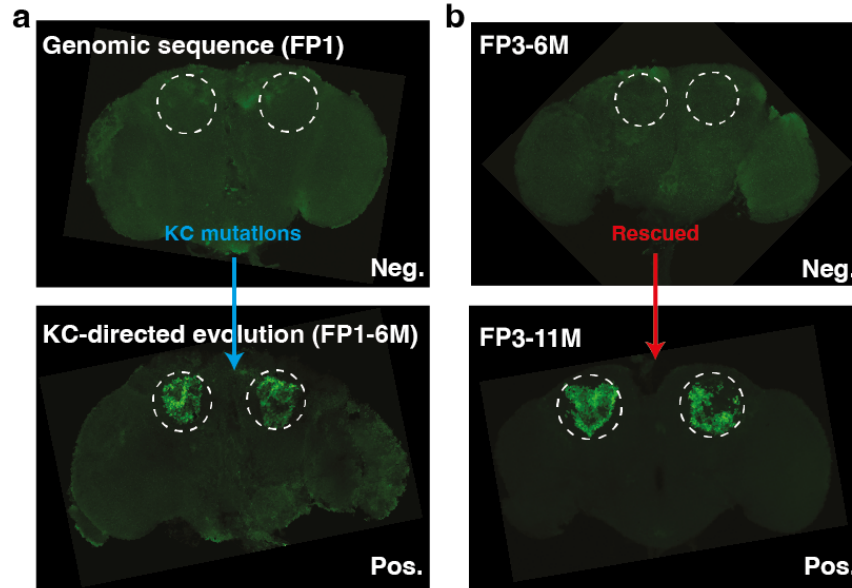 a
Genomic sequence (FP1)
KC mutations
Neg.
KC-directed evolution (FP1-6M)
Pos.
b
FP3-6M
Rescued
Neg.
FP3-11M
Pos.